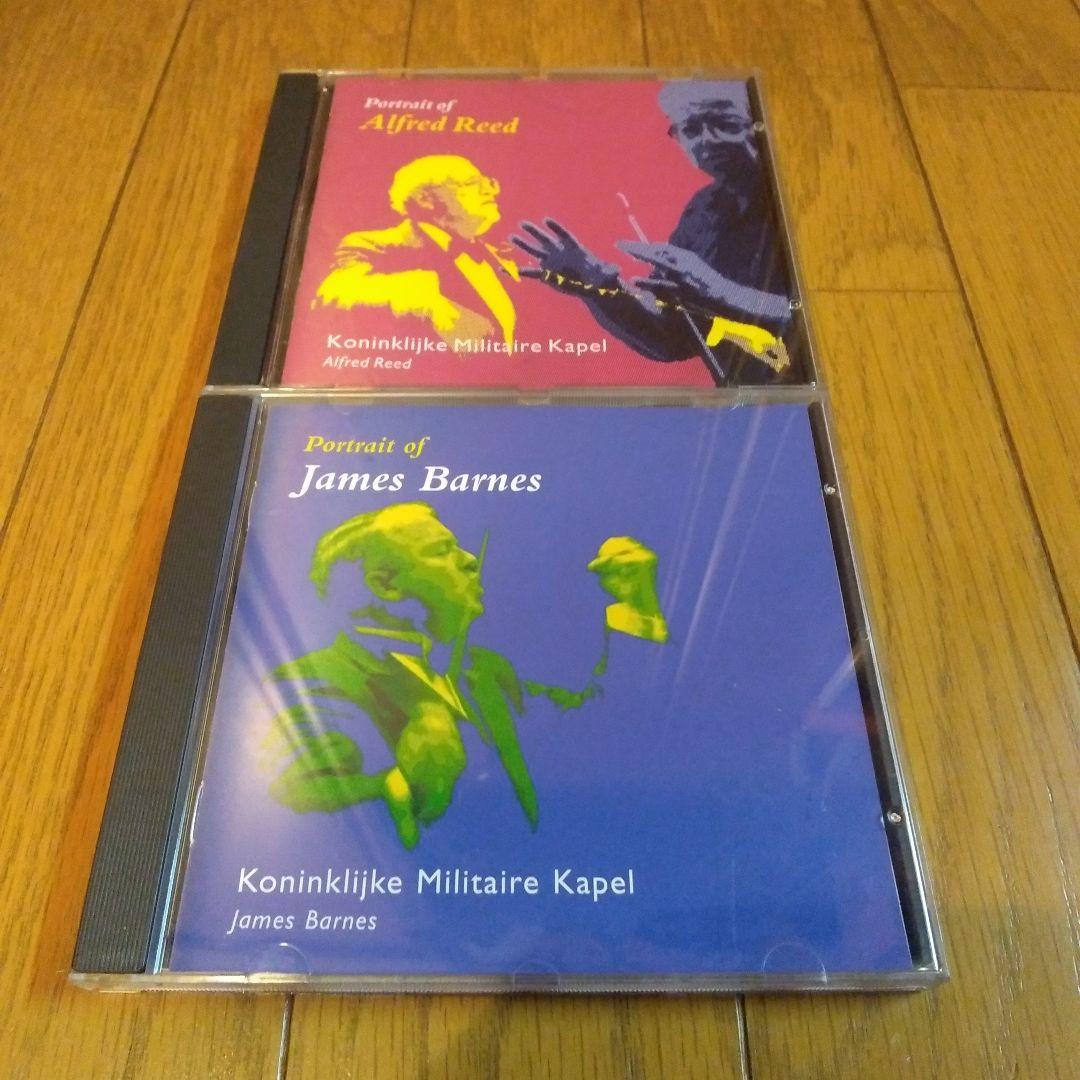 Portrait of
Alfred Reed
Koninklijke Militaire Kapel
Alfred Reed
Portrait of
James Barnes
Koninklijke Militaire Kapel
James Barnes